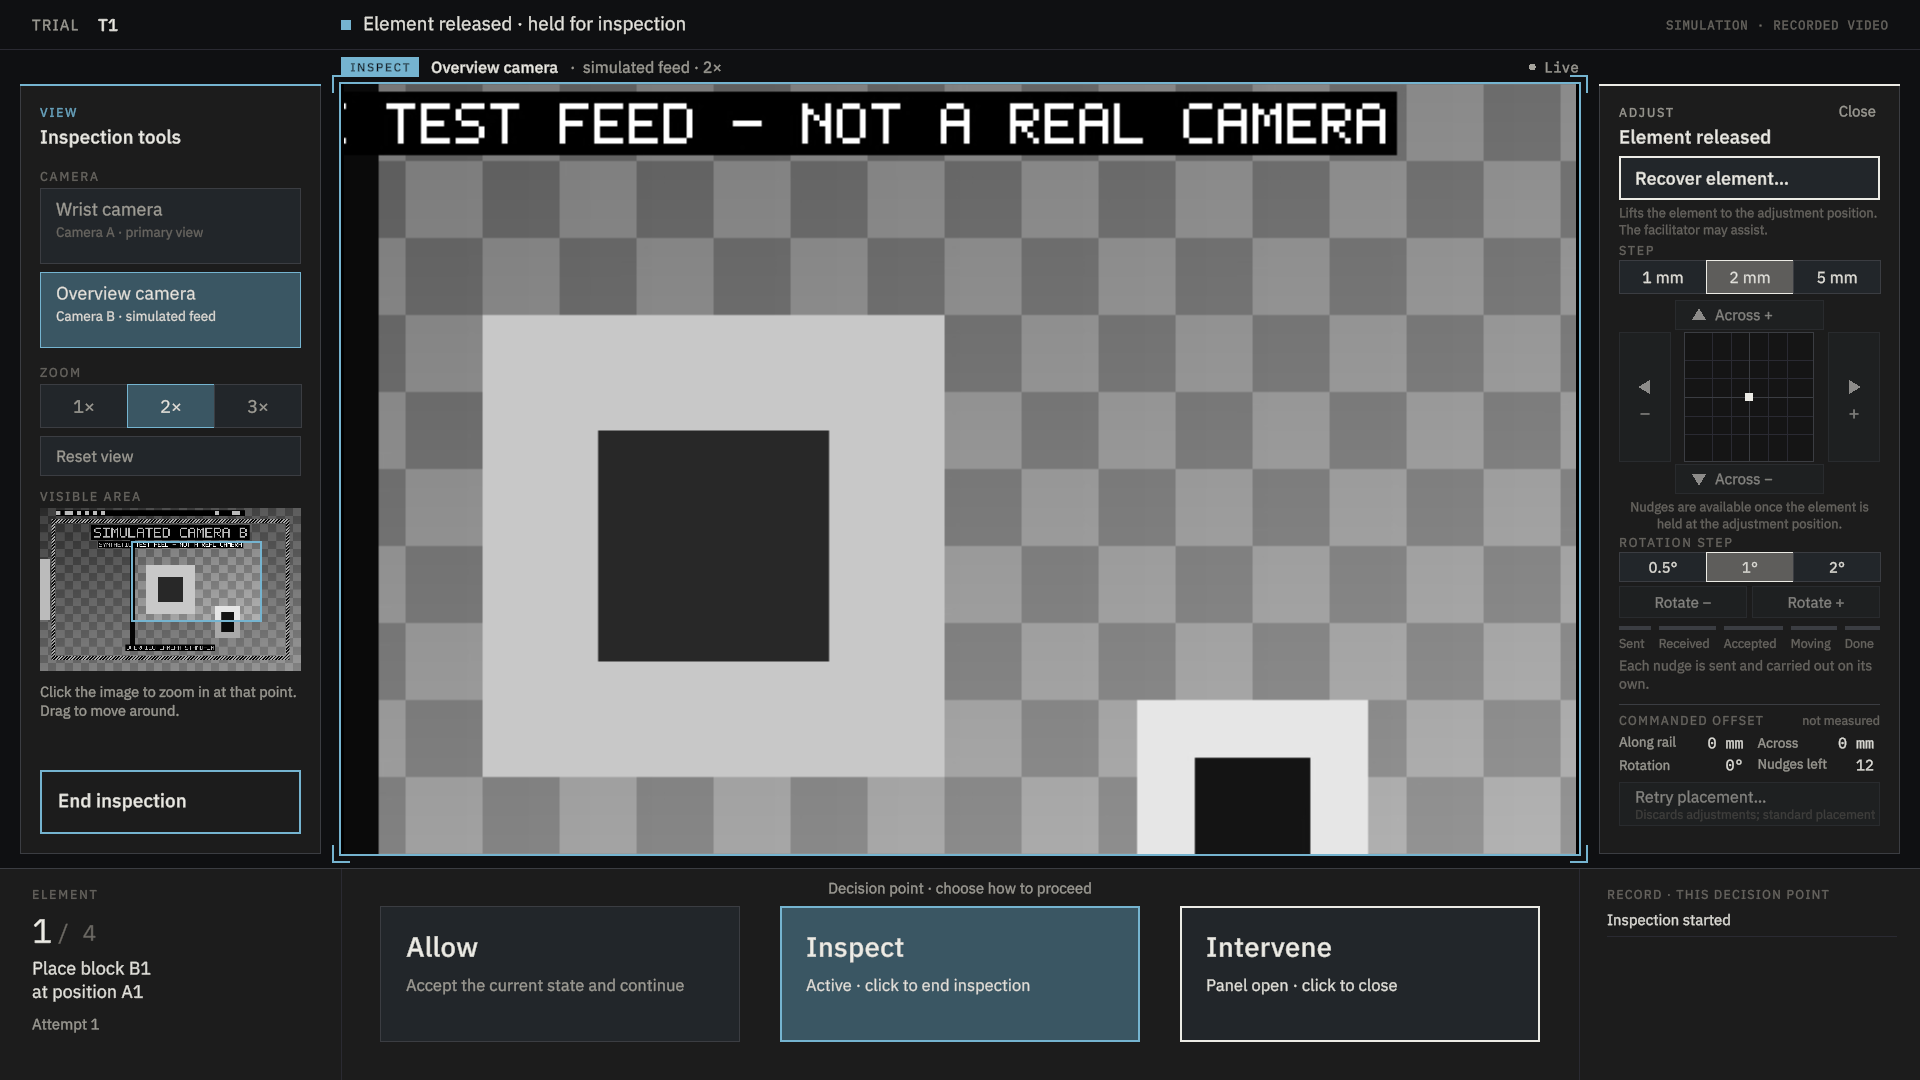 TRIAL T1
Element released · held for inspection
SIMULATION · RECORDED VIDEO
INSPECT Overview camera · simulated feed · 2×
Live
VIEW
Inspection tools
CAMERA
Wrist camera
Camera A · primary view
Overview camera
Camera B · simulated feed
ZOOM
1× 2× 3×
Reset view
VISIBLE AREA
SIMULATED CAMERA B
SYNTHETIC TEST FEED - NOT A REAL CAMERA
Click the image to zoom in at that point.
Drag to move around.
End inspection
: TEST FEED - NOT A REAL CAMERA
ADJUST Close
Element released
Recover element...
Lifts the element to the adjustment position.
The facilitator may assist.
STEP
1 mm 2 mm 5 mm
▲ Across +
◀ − ▶ +
▼ Across −
Nudges are available once the element is
held at the adjustment position.
ROTATION STEP
0.5° 1° 2°
Rotate − Rotate +
Sent Received Accepted Moving Done
Each nudge is sent and carried out on its
own.
COMMANDED OFFSET not measured
Along rail 0 mm Across 0 mm
Rotation 0° Nudges left 12
Retry placement...
Discards adjustments; standard placement
ELEMENT
1 / 4
Place block B1
at position A1
Attempt 1
Decision point · choose how to proceed
Allow
Accept the current state and continue
Inspect
Active · click to end inspection
Intervene
Panel open · click to close
RECORD · THIS DECISION POINT
Inspection started